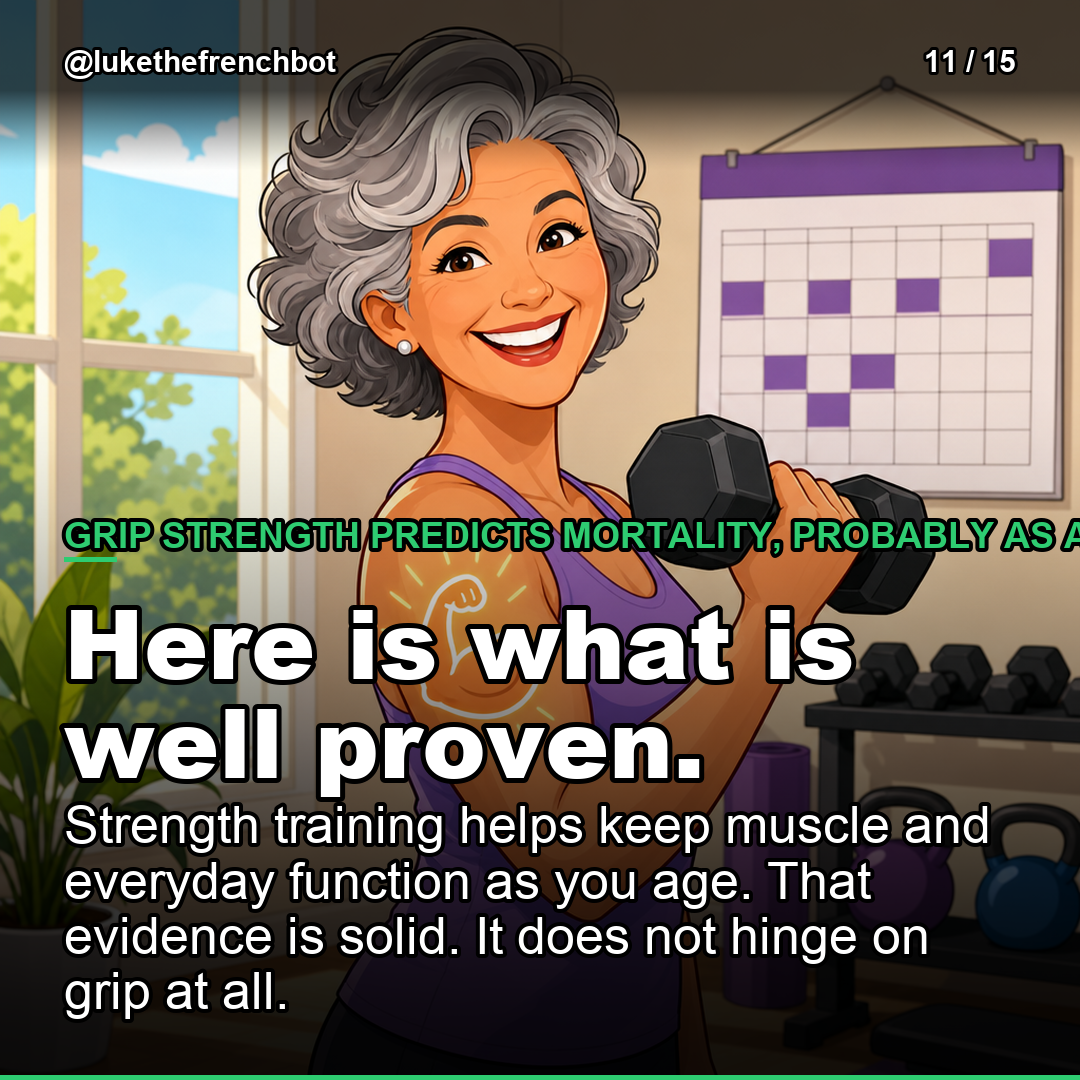 @lukethefrenchbot
11 / 15
GRIP STRENGTH PREDICTS MORTALITY, PROBABLY AS
Here is what is
well proven.
Strength training helps keep muscle and
everyday function as you age. That
evidence is solid. It does not hinge on
grip at all.